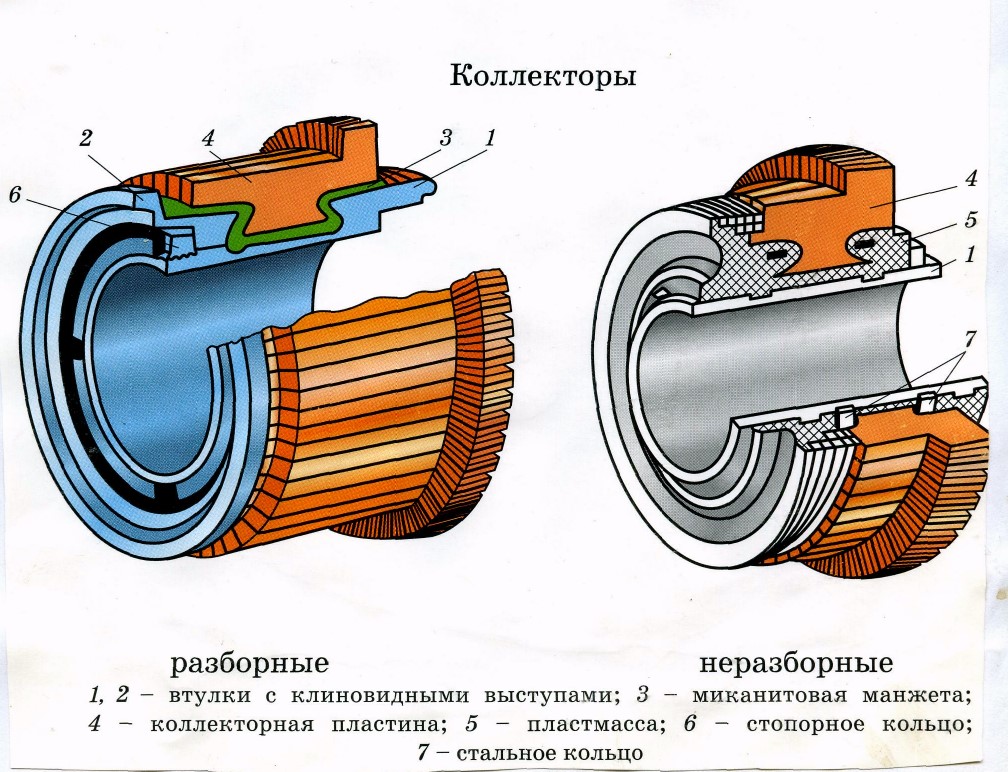 Коллекторы
2
4
3
1
6
4
5
1
7
разборные
неразборные
1, 2 – втулки с клиновидными выступами; 3 – миканитовая манжета;
4 – коллекторная пластина; 5 – пластмасса; 6 – стопорное кольцо;
7 – стальное кольцо